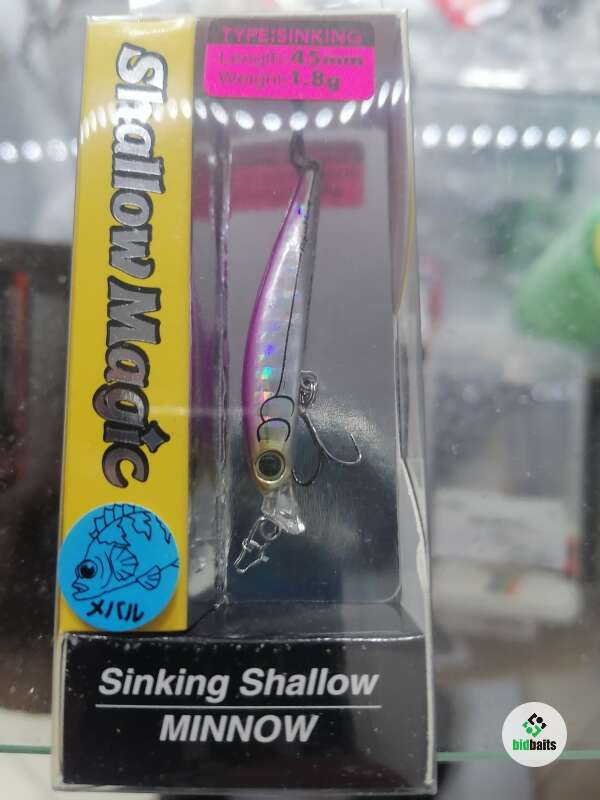 TYPE:SINKING
Length: 45mm
Weight: 1.8g
Shallow Magic
メバル
Sinking Shallow
MINNOW
bidbaits